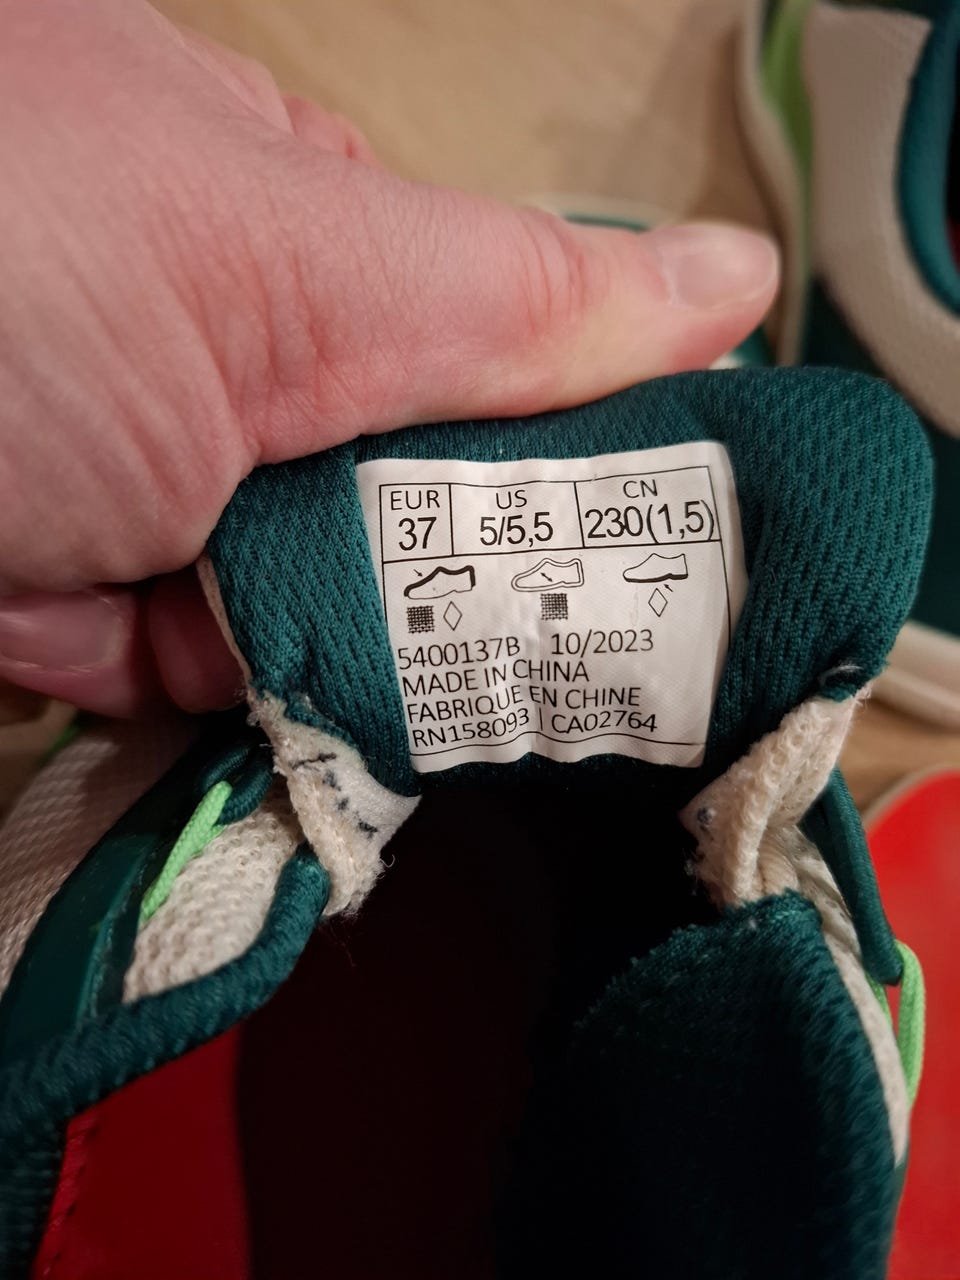 EUR US CN
37 5/5,5 230(1,5)
5400137B 10/2023
MADE IN CHINA
FABRIQUE EN CHINE
RN158093 | CA02764